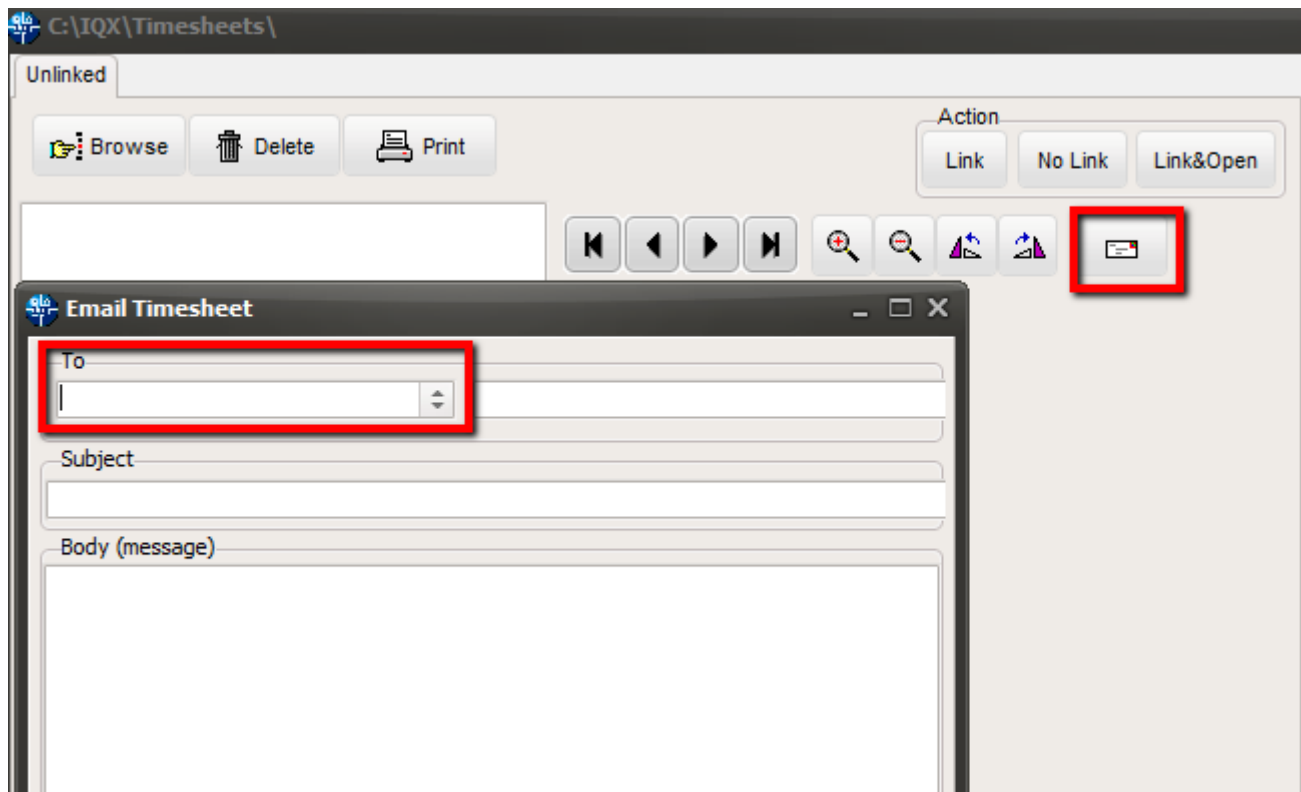 C:\IQX\Timesheets\
Unlinked
Action
Browse Delete Print
Link No Link Link&Open
Email Timesheet
To
Subject
Body (message)